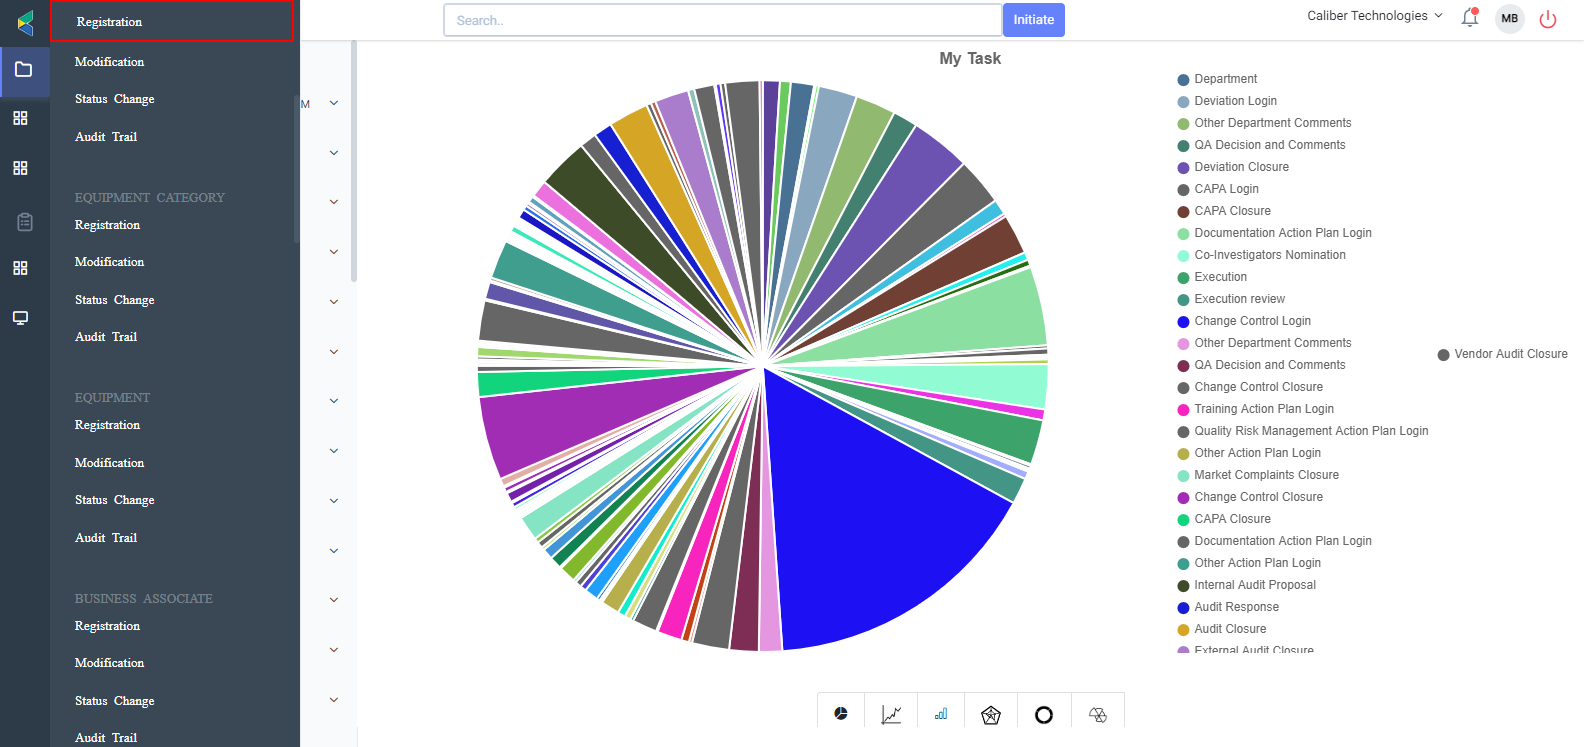 Registration
Modification
Status Change
Audit Trail
EQUIPMENT CATEGORY
Registration
Modification
Status Change
Audit Trail
EQUIPMENT
Registration
Modification
Status Change
Audit Trail
BUSINESS ASSOCIATE
Registration
Modification
Status Change
Audit Trail
M
Search..
Initiate
Caliber Technologies
MB
My Task
Department
Deviation Login
Other Department Comments
QA Decision and Comments
Deviation Closure
CAPA Login
CAPA Closure
Documentation Action Plan Login
Co-Investigators Nomination
Execution
Execution review
Change Control Login
Other Department Comments
QA Decision and Comments
Change Control Closure
Training Action Plan Login
Quality Risk Management Action Plan Login
Other Action Plan Login
Market Complaints Closure
Change Control Closure
CAPA Closure
Documentation Action Plan Login
Other Action Plan Login
Internal Audit Proposal
Audit Response
Audit Closure
External Audit Closure
Vendor Audit Closure